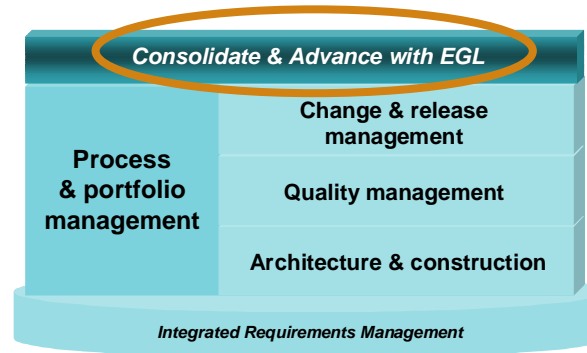 Consolidate & Advance with EGL
Process
& portfolio
management
Change & release
management
Quality management
Architecture & construction
Integrated Requirements Management